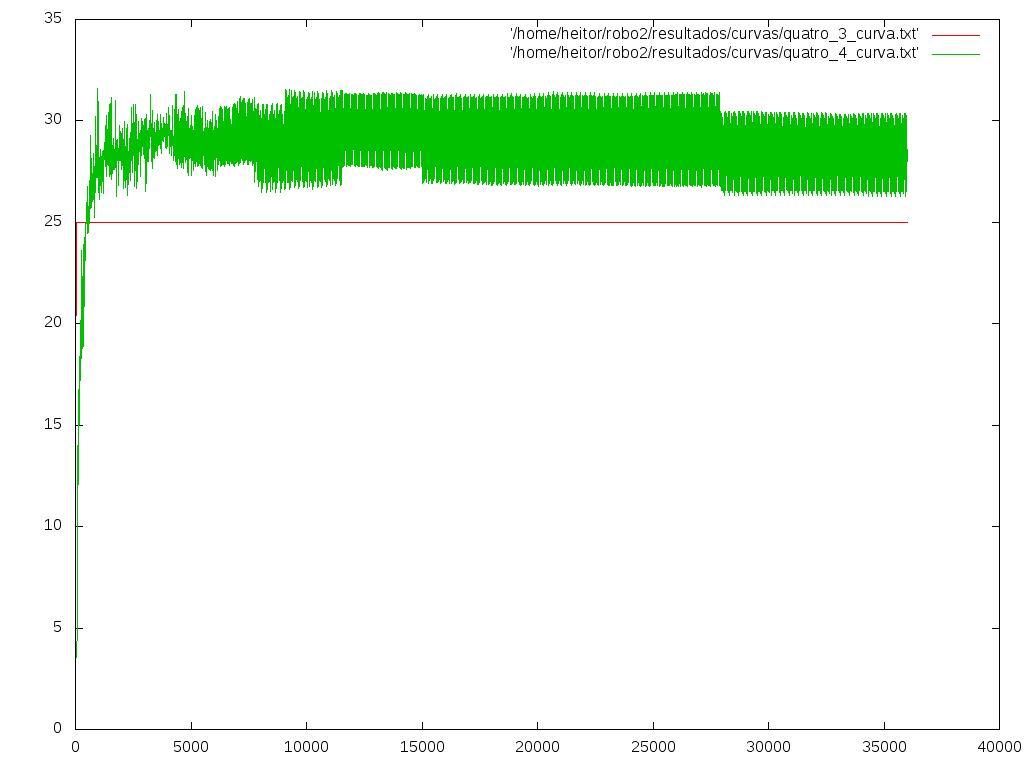 35
'/home/heitor/robo2/resultados/curvas/quatro_3_curva.txt'
'/home/heitor/robo2/resultados/curvas/quatro_4_curva.txt'
30
25
20
15
10
5
0
0 5000 10000 15000 20000 25000 30000 35000 40000